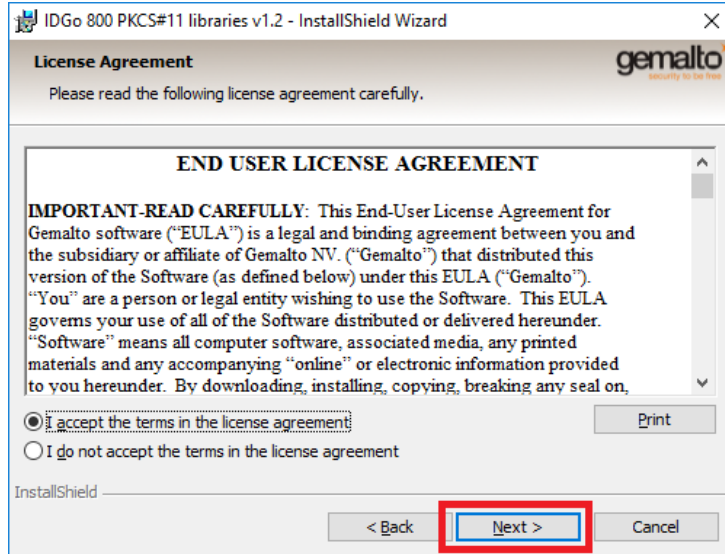 IDGo 800 PKCS#11 libraries v1.2 - InstallShield Wizard
License Agreement
Please read the following license agreement carefully.
gemalto
security to be free
END USER LICENSE AGREEMENT
IMPORTANT-READ CAREFULLY: This End-User License Agreement for
Gemalto software (“EULA”) is a legal and binding agreement between you and
the subsidiary or affiliate of Gemalto NV. (“Gemalto”) that distributed this
version of the Software (as defined below) under this EULA (“Gemalto”).
“You” are a person or legal entity wishing to use the Software. This EULA
governs your use of all of the Software distributed or delivered hereunder.
“Software” means all computer software, associated media, any printed
materials and any accompanying “online” or electronic information provided
to you hereunder. By downloading, installing, copying, breaking any seal on,
I accept the terms in the license agreement
Print
I do not accept the terms in the license agreement
InstallShield
< Back
Next >
Cancel